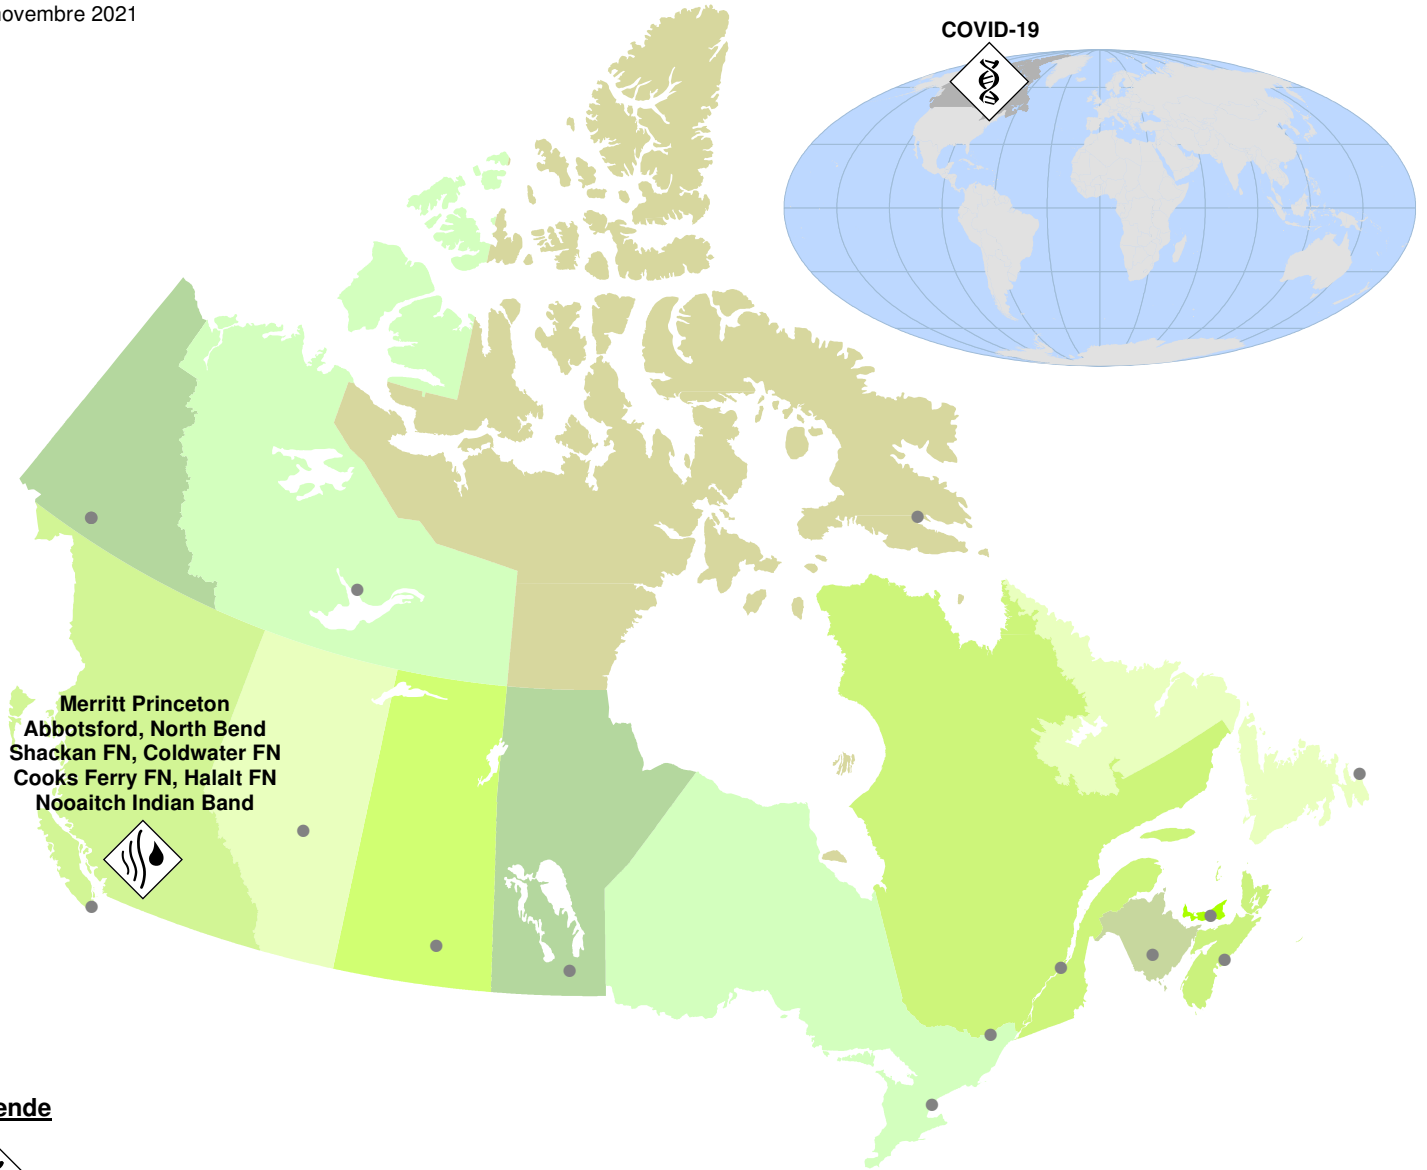 novembre 2021
COVID-19
Merritt Princeton
Abbotsford, North Bend
Shackan FN, Coldwater FN
Cooks Ferry FN, Halalt FN
Nooaitch Indian Band
ende